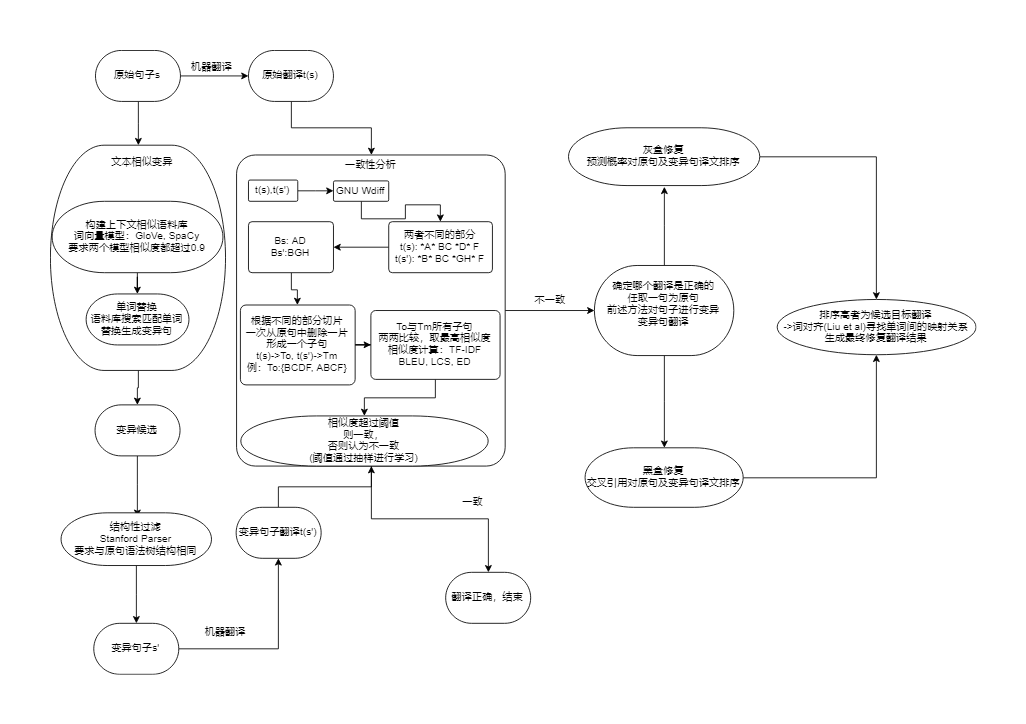 原始句子s
机器翻译
原始翻译t(s)
文本相似变异
构建上下文相似语料库
词向量模型：GloVe, SpaCy
要求两个模型相似度都超过0.9
单词替换
语料库搜索匹配单词
替换生成变异句
变异候选
结构性过滤
Stanford Parser
要求与原句语法树结构相同
变异句子s'
机器翻译
变异句子翻译t(s')
一致性分析
t(s),t(s')
GNU Wdiff
两者不同的部分
t(s): *A* BC *D* F
t(s'): *B* BC *GH* F
Bs: AD
Bs':BGH
根据不同的部分切片
一次从原句中删除一片
形成一个子句
t(s)->To, t(s')->Tm
例：To:{BCDF, ABCF}
To与Tm所有子句
两两比较，取最高相似度
相似度计算：TF-IDF
BLEU, LCS, ED
相似度超过阈值
则一致，
否则认为不一致
(阈值通过抽样进行学习)
一致
翻译正确，结束
不一致
确定哪个翻译是正确的
任取一句为原句
前述方法对句子进行变异
变异句翻译
灰盒修复
预测概率对原句及变异句译文排序
黑盒修复
交叉引用对原句及变异句译文排序
排序高者为候选目标翻译
->词对齐(Liu et al)寻找单词间的映射关系
生成最终修复翻译结果